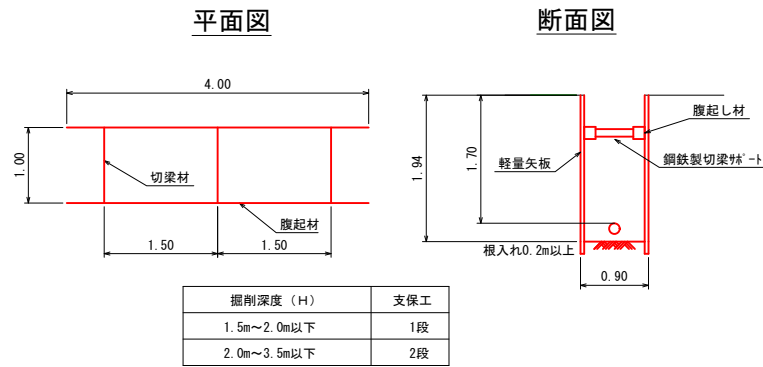 平面図
断面図
4.00
1.00
切梁材
腹起材
1.50
1.50
1.94
1.70
軽量矢板
腹起し材
鋼鉄製切梁ｻﾎﾟｰﾄ
根入れ0.2m以上
0.90
掘削深度（H） 支保工
1.5m～2.0m以下 1段
2.0m～3.5m以下 2段